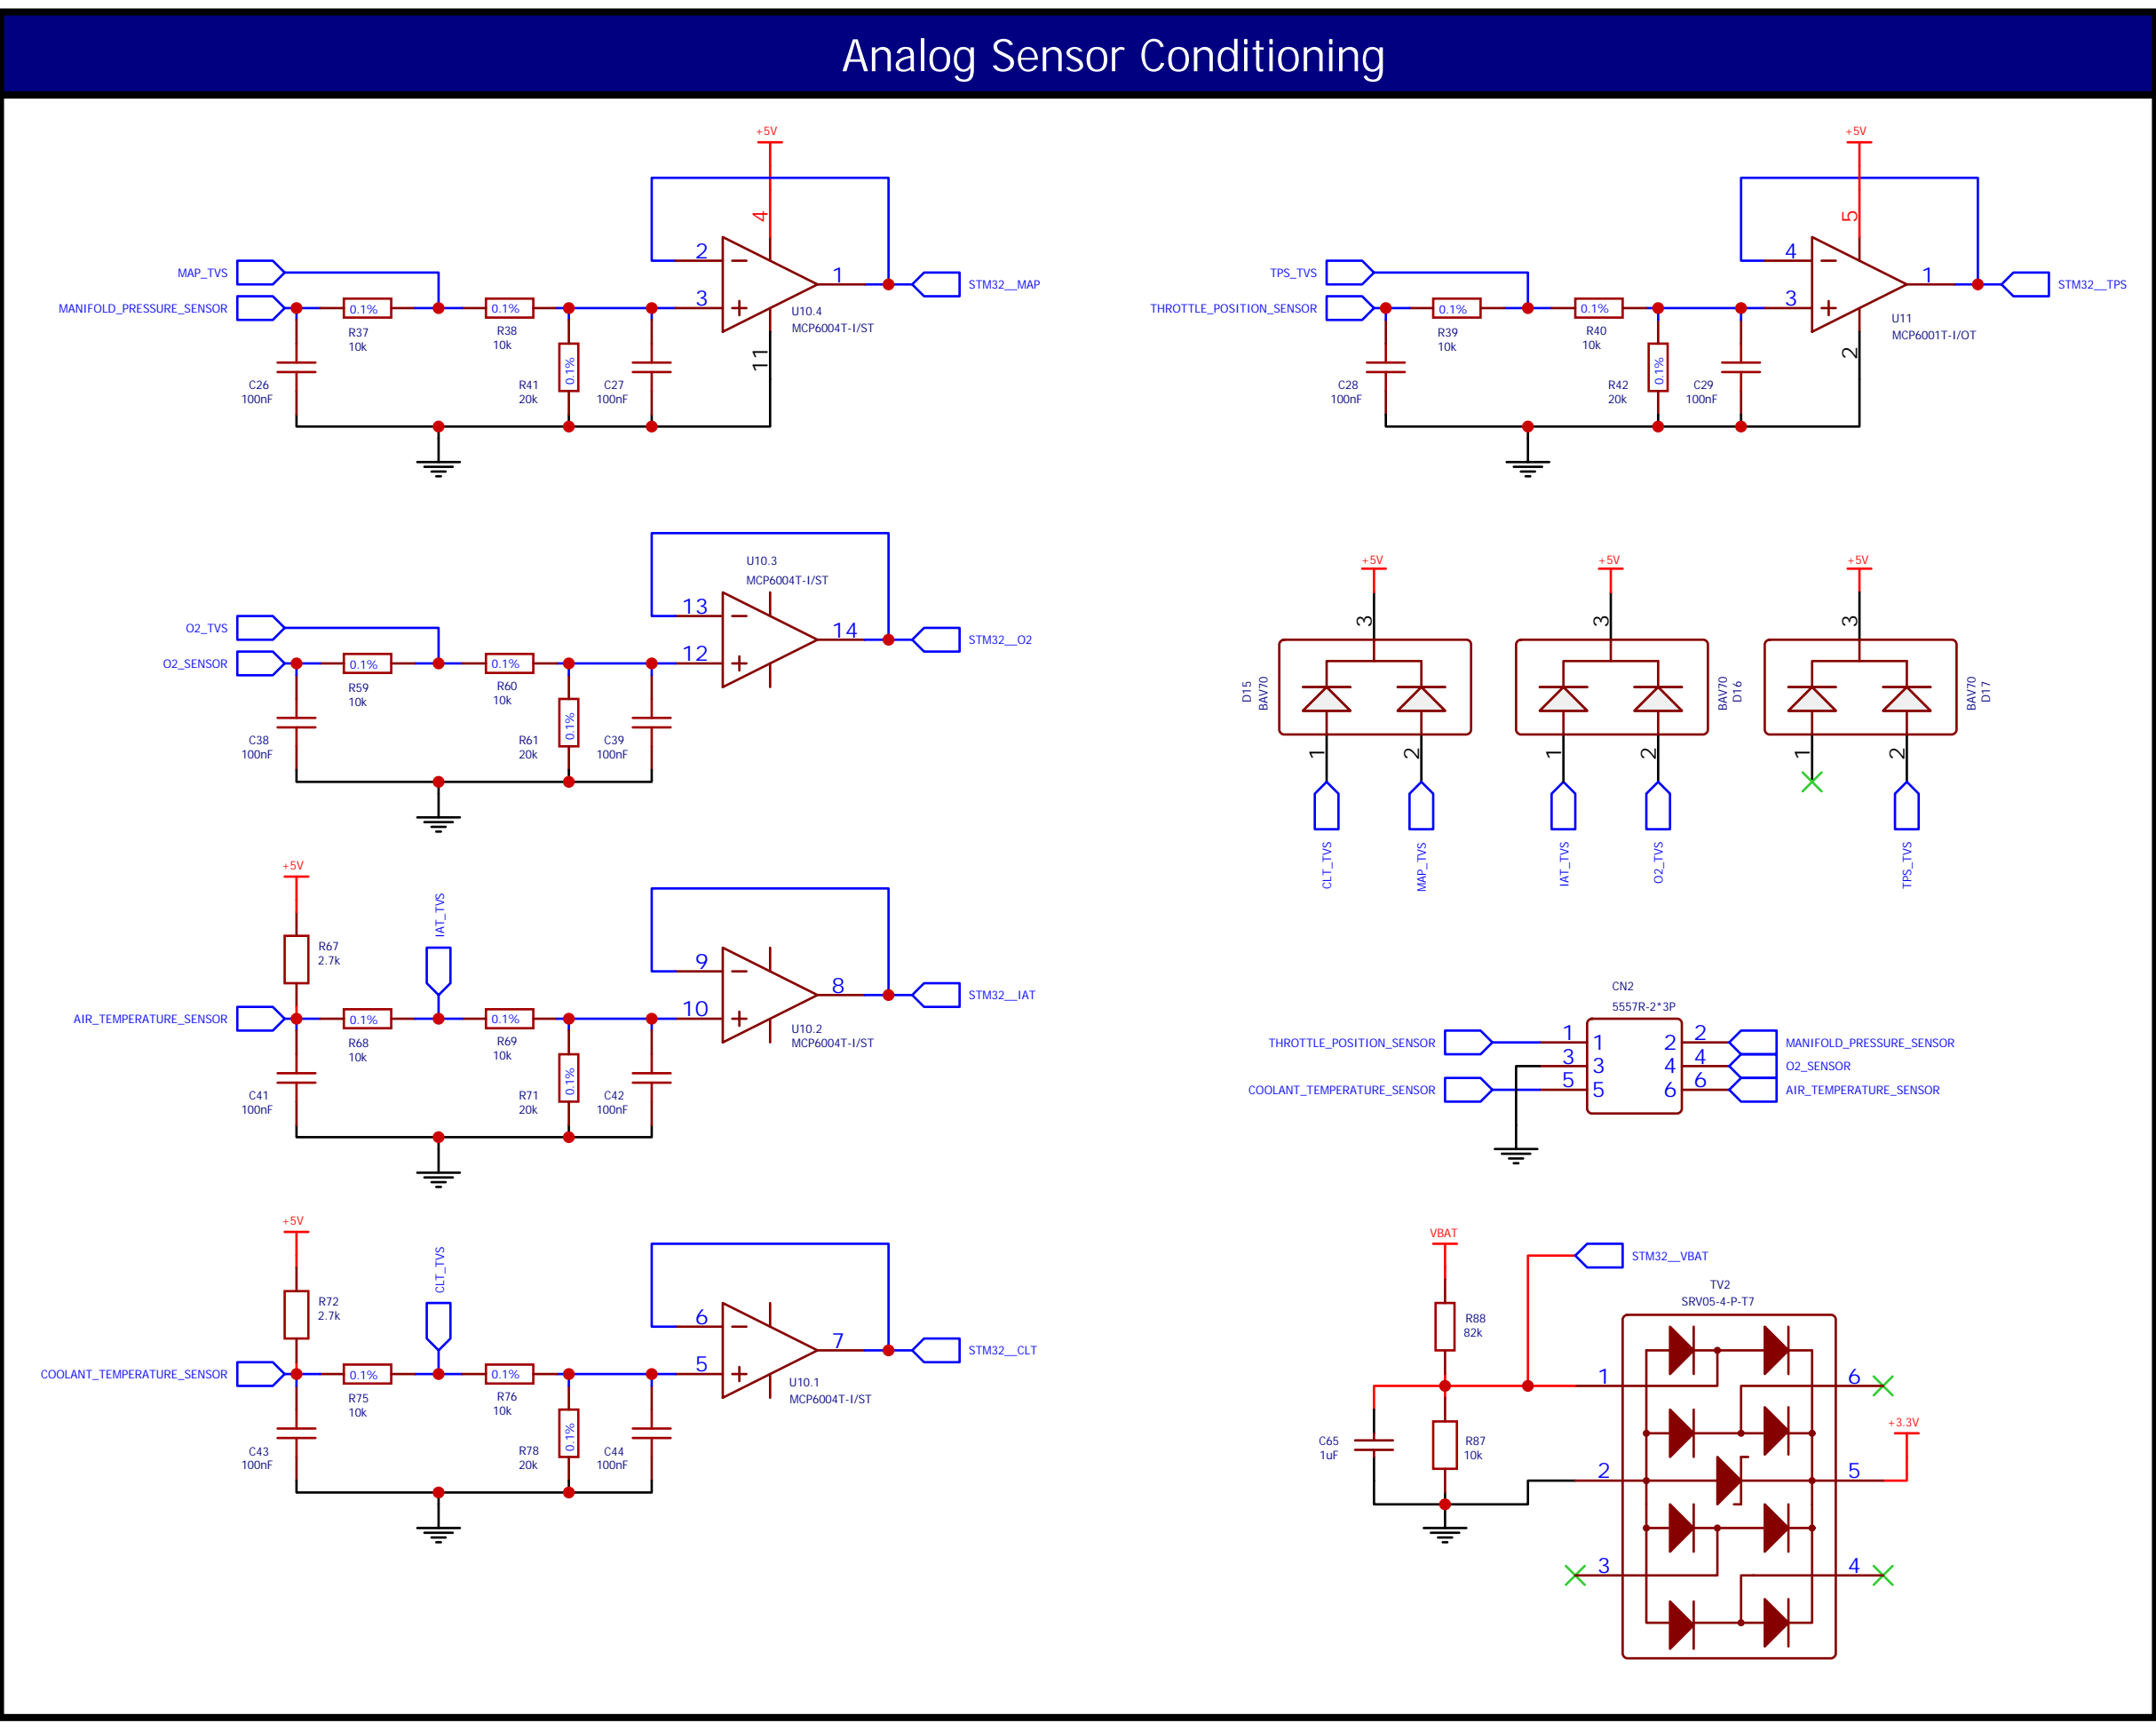 Analog Sensor Conditioning
+5V
4
2
3
1
11
MAP_TVS
MANIFOLD_PRESSURE_SENSOR
0.1%
R37
10k
0.1%
R38
10k
0.1%
R41
20k
C26
100nF
C27
100nF
U10.4
MCP6004T-I/ST
STM32__MAP
+5V
5
4
3
1
2
TPS_TVS
THROTTLE_POSITION_SENSOR
0.1%
R39
10k
0.1%
R40
10k
0.1%
R42
20k
C28
100nF
C29
100nF
U11
MCP6001T-I/OT
STM32__TPS
U10.3
MCP6004T-I/ST
13
12
14
O2_TVS
O2_SENSOR
0.1%
R59
10k
0.1%
R60
10k
0.1%
R61
20k
C38
100nF
C39
100nF
STM32__O2
+5V
3
D15
BAV70
1
2
CLT_TVS
MAP_TVS
+5V
3
BAV70
D16
1
2
IAT_TVS
O2_TVS
+5V
3
BAV70
D17
1
2
TPS_TVS
+5V
R67
2.7k
IAT_TVS
AIR_TEMPERATURE_SENSOR
0.1%
R68
10k
0.1%
R69
10k
0.1%
R71
20k
C41
100nF
C42
100nF
9
10
8
U10.2
MCP6004T-I/ST
STM32__IAT
CN2
5557R-2*3P
THROTTLE_POSITION_SENSOR
1
1
2
2
MANIFOLD_PRESSURE_SENSOR
3
3
4
4
O2_SENSOR
COOLANT_TEMPERATURE_SENSOR
5
5
6
6
AIR_TEMPERATURE_SENSOR
+5V
R72
2.7k
CLT_TVS
COOLANT_TEMPERATURE_SENSOR
0.1%
R75
10k
0.1%
R76
10k
0.1%
R78
20k
C43
100nF
C44
100nF
6
5
7
U10.1
MCP6004T-I/ST
STM32__CLT
VBAT
STM32__VBAT
R88
82k
C65
1uF
R87
10k
TV2
SRV05-4-P-T7
1
6
+3.3V
2
5
3
4